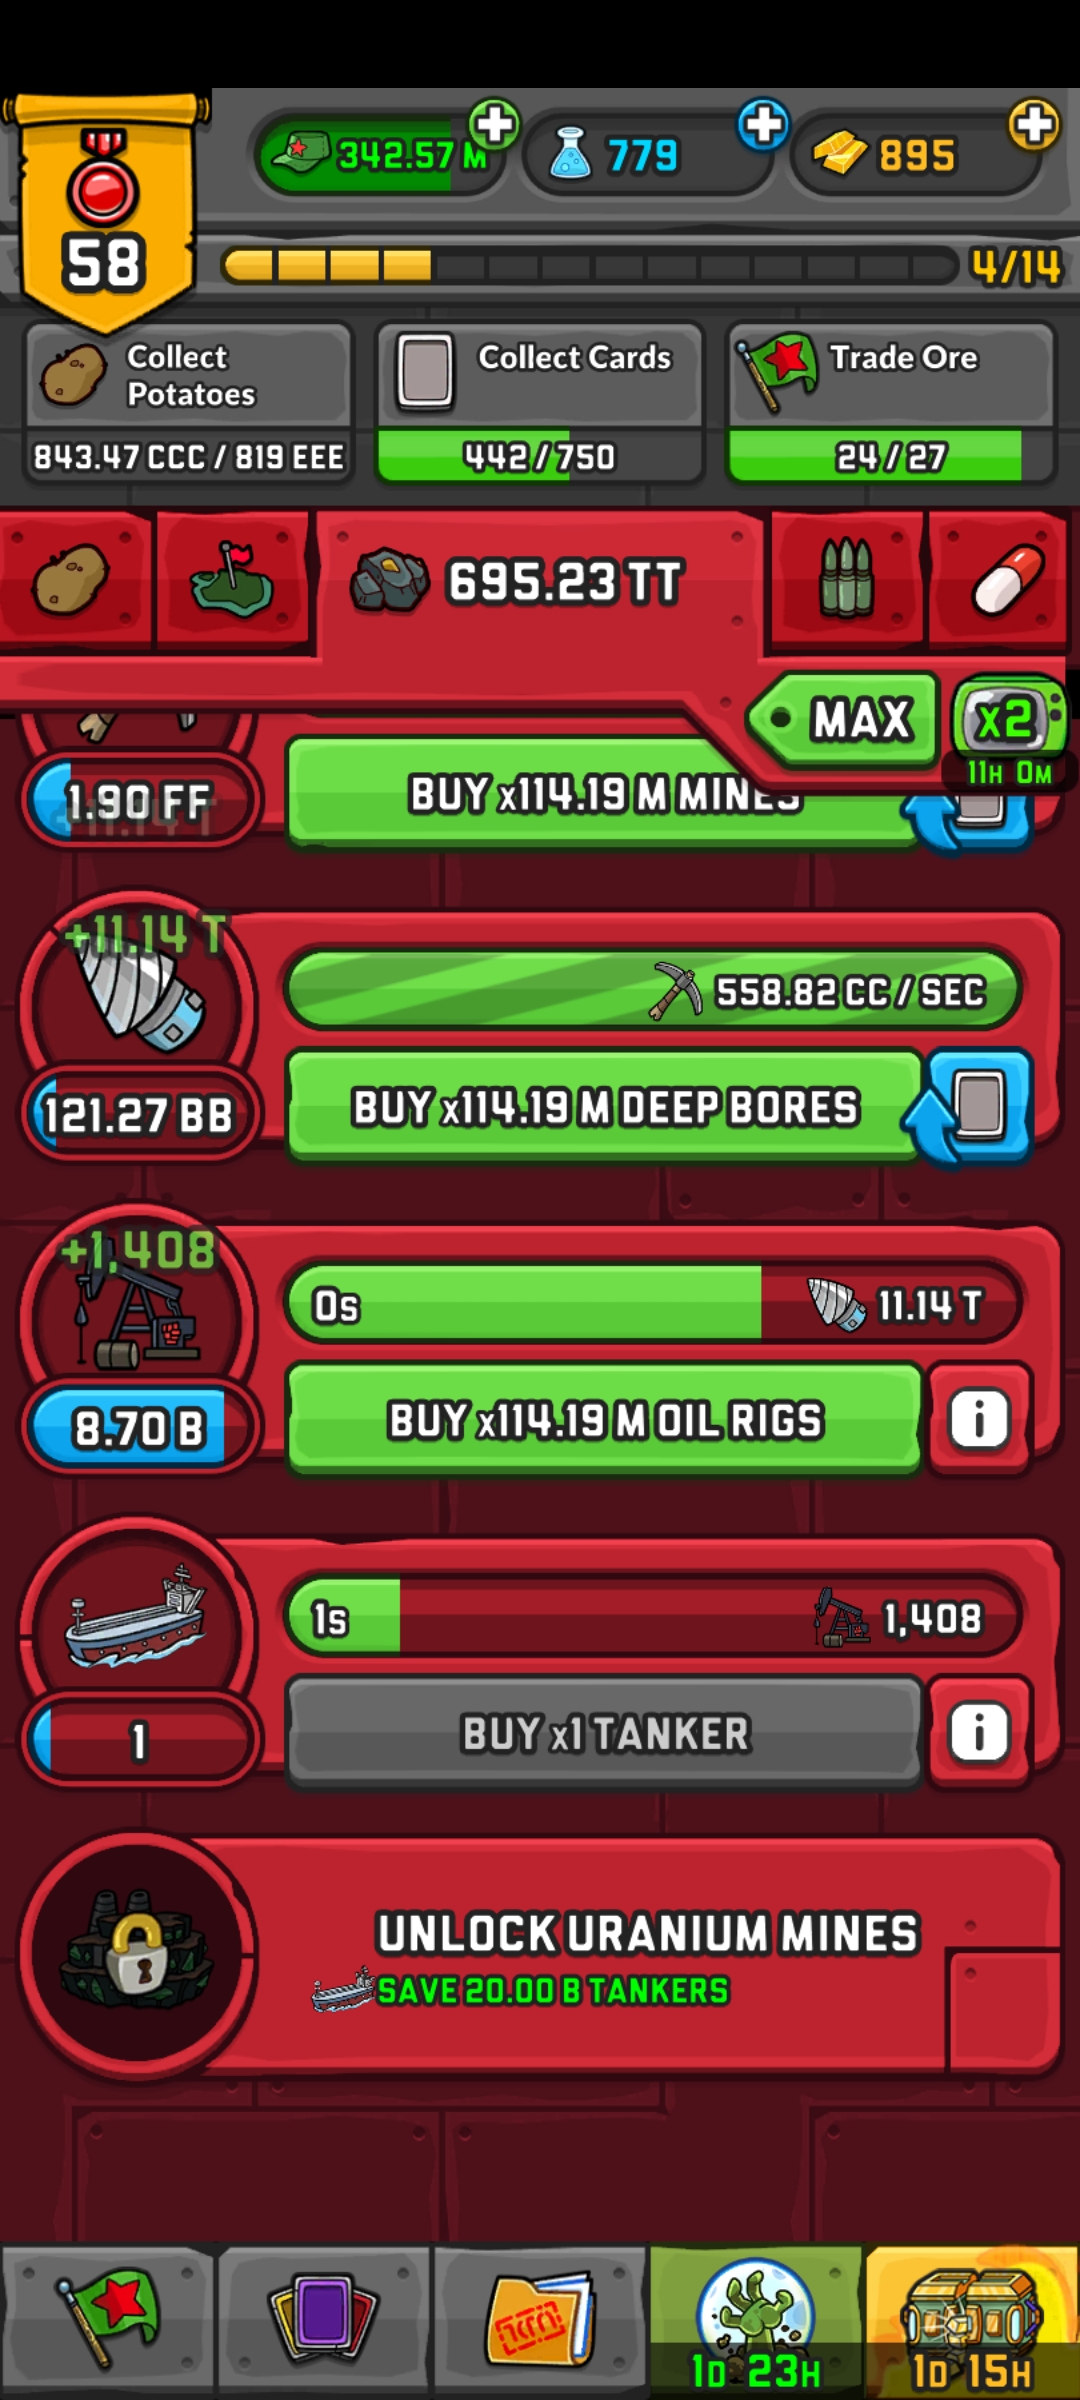 342.57 M
779
895
58
4/14
Collect
Potatoes
Collect Cards
Trade Ore
843.47 CCC / 819 EEE
442/750
24/27
695.23 TT
MAX
x2
11H 0M
1.90 FF
+11.14 T
BUY x114.19 M MINES
+11.14 T
558.82 CC / SEC
121.27 BB
BUY x114.19 M DEEP BORES
+1,408
0s
11.14 T
8.70 B
BUY x114.19 M OIL RIGS
i
1s
1,408
1
BUY x1 TANKER
i
UNLOCK URANIUM MINES
SAVE 20.00 B TANKERS
1D 23H
1D 15H